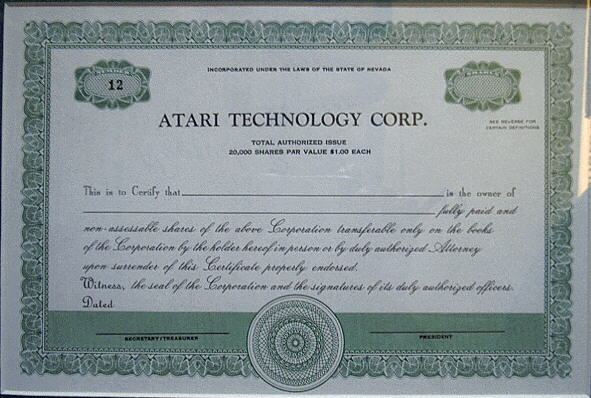 INCORPORATED UNDER THE LAWS OF THE STATE OF NEVADA
NUMBER
12
SHARES
ATARI TECHNOLOGY CORP.
SEE REVERSE FOR
CERTAIN DEFINITIONS
TOTAL AUTHORIZED ISSUE
20,000 SHARES PAR VALUE $1.00 EACH
This is to Certify that is the owner of
fully paid and
non-assessable shares of the above Corporation transferable only on the books
of the Corporation by the holder hereof in person or by duly authorized Attorney
upon surrender of this Certificate properly endorsed.
Witness, the seal of the Corporation and the signatures of its duly authorized officers.
Dated
SECRETARY/TREASURER
PRESIDENT